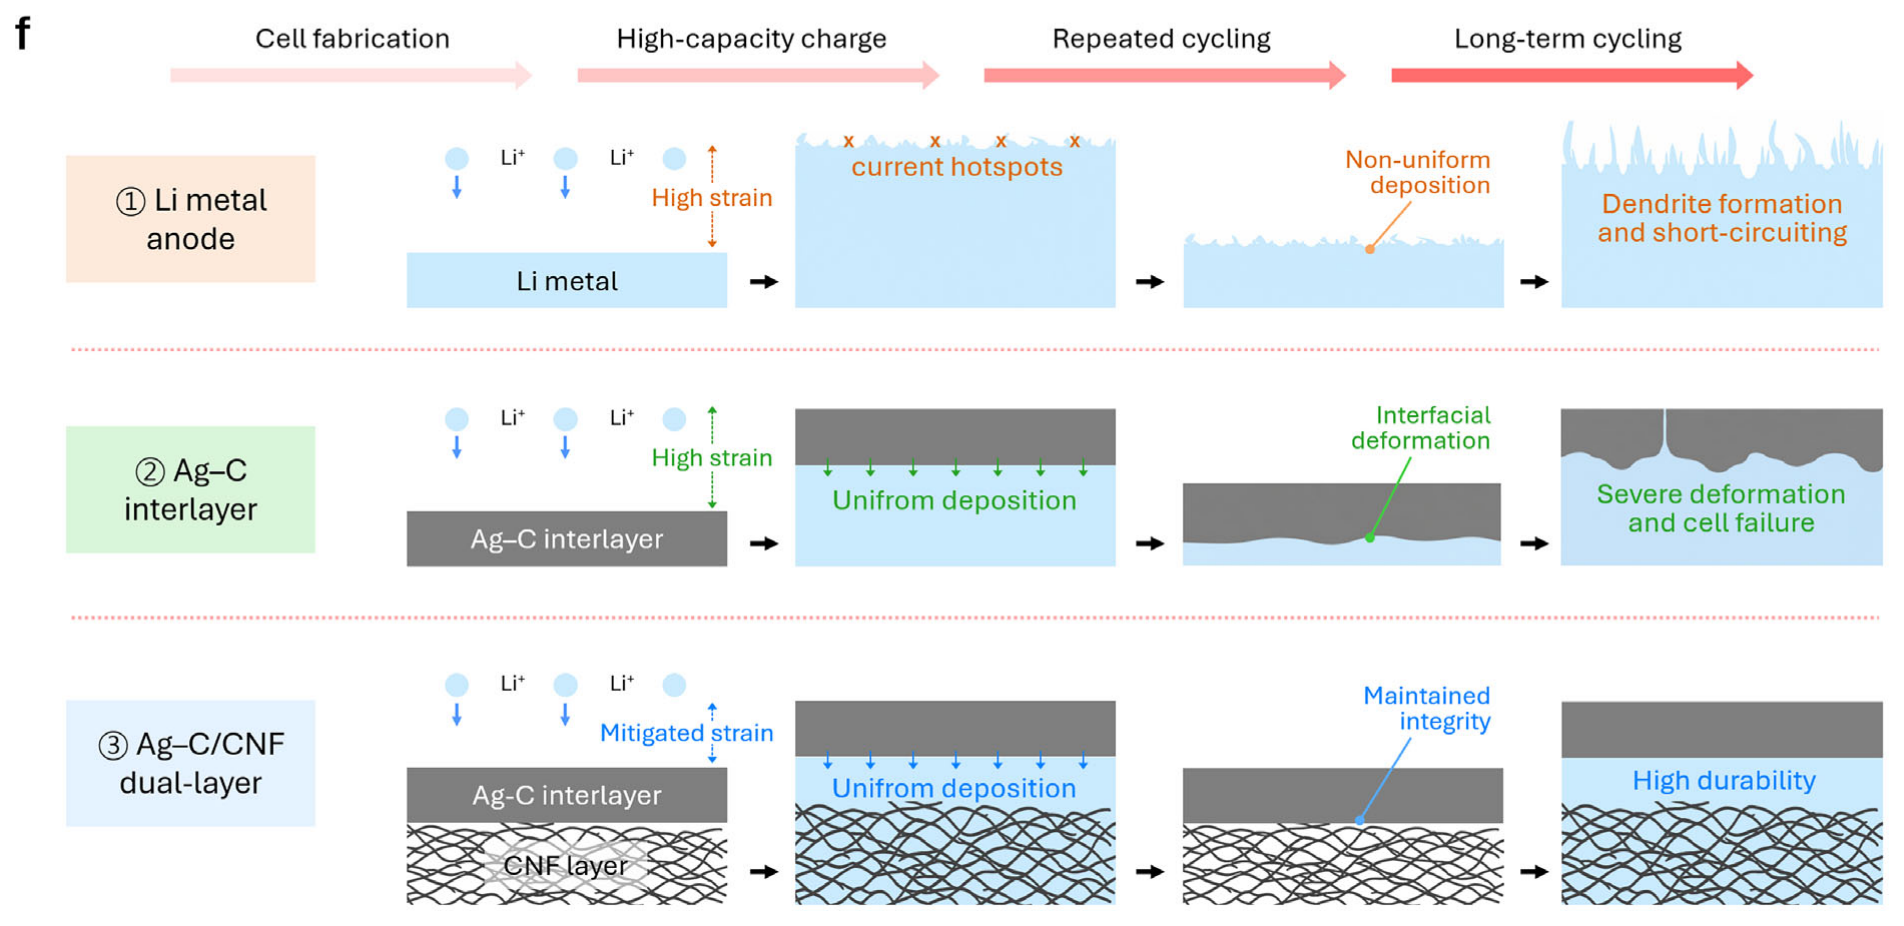 f
Cell fabrication
High-capacity charge
Repeated cycling
Long-term cycling
① Li metal
anode
Li⁺
Li⁺
High strain
Li metal
x x x x
current hotspots
Non-uniform
deposition
Dendrite formation
and short-circuiting
② Ag–C
interlayer
Li⁺
Li⁺
High strain
Ag–C interlayer
Unifrom deposition
Interfacial
deformation
Severe deformation
and cell failure
③ Ag–C/CNF
dual-layer
Li⁺
Li⁺
Mitigated strain
Ag-C interlayer
CNF layer
Unifrom deposition
Maintained
integrity
High durability